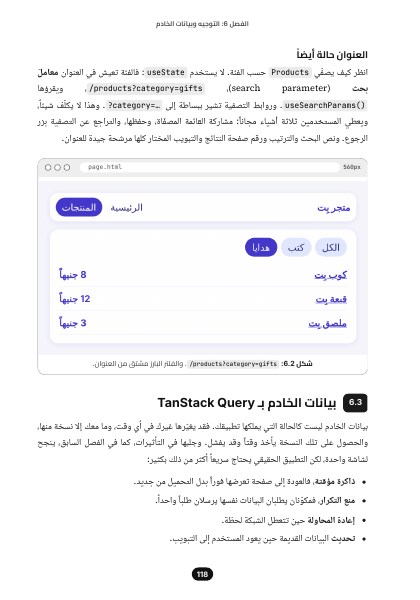 الفصل 6: التوجيه وبيانات الخادم
العنوان حالة أيضاً
انظر كيف يصفّي Products حسب الفئة. لا يستخدم useState: فالفئة تعيش في العنوان معامل
بحث (search parameter)، /products?category=gifts، ويقرؤها
useSearchParams(). وروابط التصفية تشير ببساطة إلى ?category=…. وهذا لا يكلّف شيئاً،
ويعطي المستخدمين ثلاثة أشياء مجاناً: مشاركة القائمة المصفّاة، وحفظها، والتراجع عن التصفية بزر
الرجوع. ونص البحث والترتيب ورقم صفحة النتائج والتبويب المختار كلها مرشحة جيدة للعنوان.
page.html
560px
متجر بِت
الرئيسية
المنتجات
الكل
كتب
هدايا
كوب بِت
8 جنيهاً
قبعة بِت
12 جنيهاً
ملصق بِت
3 جنيهاً
شكل 6.2: /products?category=gifts. والفلتر البارز مشتق من العنوان.
6.3 بيانات الخادم بـ TanStack Query
بيانات الخادم ليست كالحالة التي يملكها تطبيقك. فقد يغيّرها غيرك في أي وقت، وما معك إلا نسخة منها،
والحصول على تلك النسخة يأخذ وقتاً وقد يفشل. وجلبها في التأثيرات، كما في الفصل السابق، ينجح
لشاشة واحدة، لكن التطبيق الحقيقي يحتاج سريعاً أكثر من ذلك بكثير:
• ذاكرة مؤقتة، فالعودة إلى صفحة تعرضها فوراً بدل التحميل من جديد.
• منع التكرار، فمكوّنان يطلبان البيانات نفسها يرسلان طلباً واحداً.
• إعادة المحاولة حين تتعطل الشبكة لحظة.
• تحديث البيانات القديمة حين يعود المستخدم إلى التبويب.
118